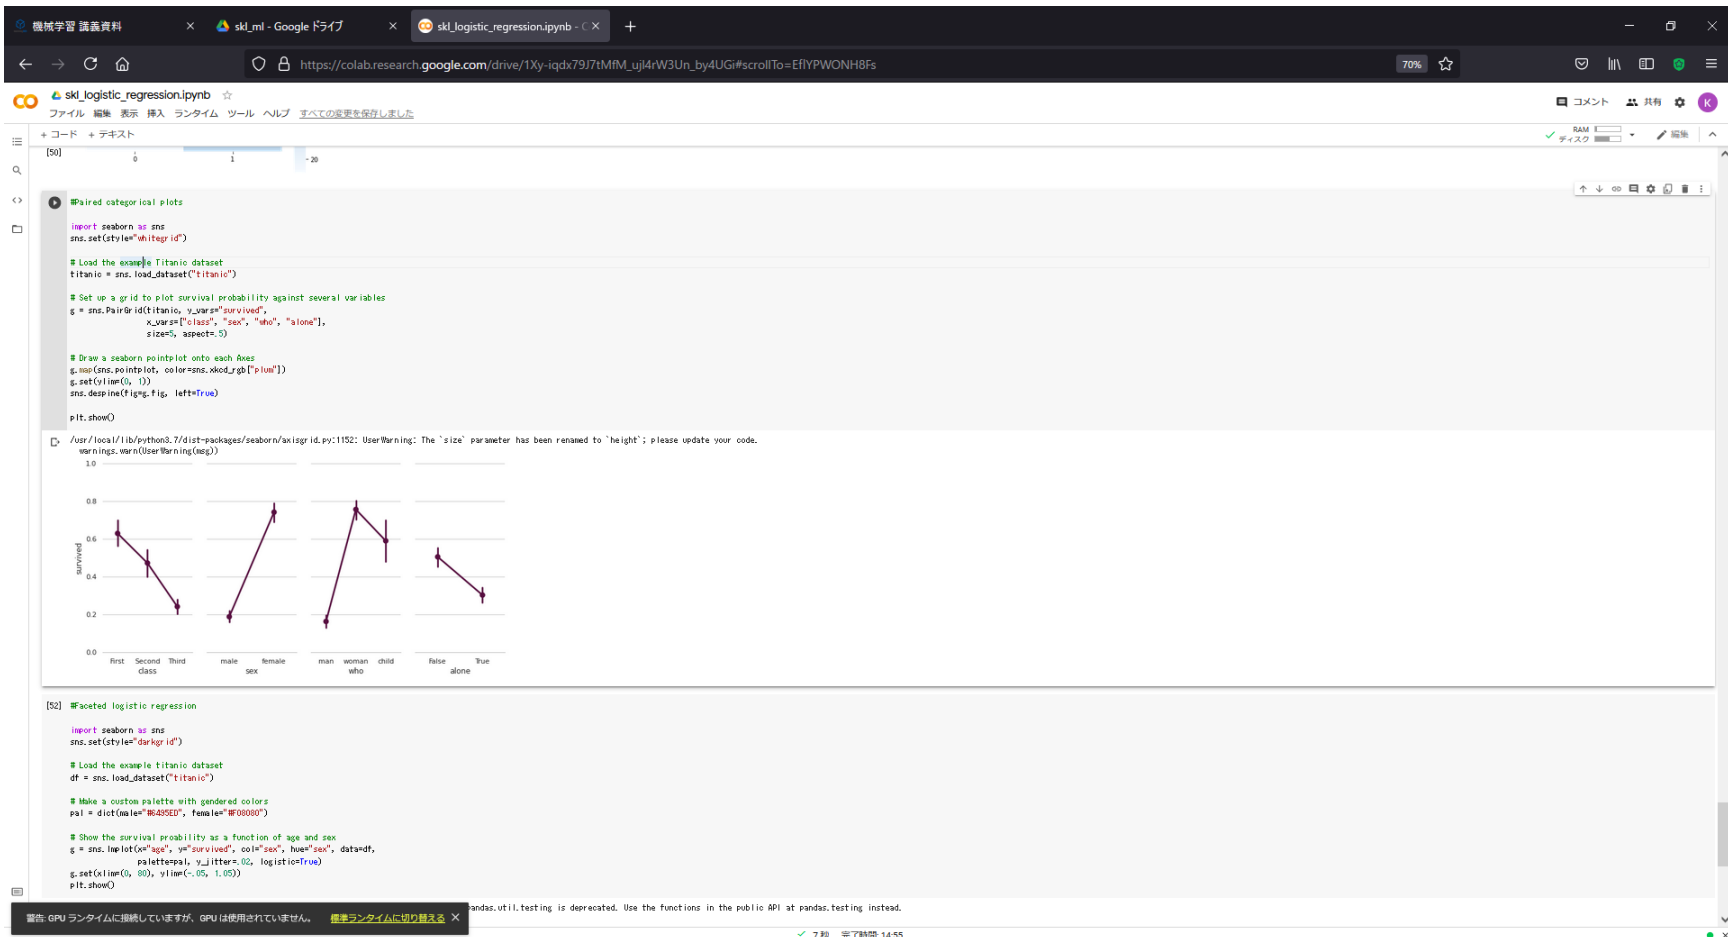 機械学習 講義資料
skl_ml - Google ドライブ
skl_logistic_regression.ipynb - C
https://colab.research.google.com/drive/1Xy-iqdx79J7tMfM_ujl4rW3Un_by4UGi#scrollTo=EflYPWONH8Fs
70%
skl_logistic_regression.ipynb
コメント
共有
K
ファイル 編集 表示 挿入 ランタイム ツール ヘルプ すべての変更を保存しました
+ コード + テキスト
RAM
ディスク
編集
[50]
0 1 -20
#Paired categorical plots
import seaborn as sns
sns.set(style="whitegrid")
# Load the example Titanic dataset
titanic = sns.load_dataset("titanic")
# Set up a grid to plot survival probability against several variables
g = sns.PairGrid(titanic, y_vars="survived",
x_vars=["class", "sex", "who", "alone"],
size=5, aspect=.5)
# Draw a seaborn pointplot onto each Axes
g.map(sns.pointplot, color=sns.xkcd_rgb["plum"])
g.set(ylim=(0, 1))
sns.despine(fig=g.fig, left=True)
plt.show()
/usr/local/lib/python3.7/dist-packages/seaborn/axisgrid.py:1152: UserWarning: The `size` parameter has been renamed to `height`; please update your code.
warnings.warn(UserWarning(msg))
1.0
0.8
0.6
0.4
0.2
0.0
survived
First Second Third male female man woman child False True
class sex who alone
[52] #Faceted logistic regression
import seaborn as sns
sns.set(style="darkgrid")
# Load the example titanic dataset
df = sns.load_dataset("titanic")
# Make a custom palette with gendered colors
pal = dict(male="#6495ED", female="#F08080")
# Show the survival proability as a function of age and sex
g = sns.lmplot(x="age", y="survived", col="sex", hue="sex", data=df,
palette=pal, y_jitter=.02, logistic=True)
g.set(xlim=(0, 80), ylim=(-.05, 1.05))
plt.show()
andas.util.testing is deprecated. Use the functions in the public API at pandas.testing instead.
警告: GPU ランタイムに接続していますが、GPU は使用されていません。 標準ランタイムに切り替える
7 秒 完了時間: 14:55